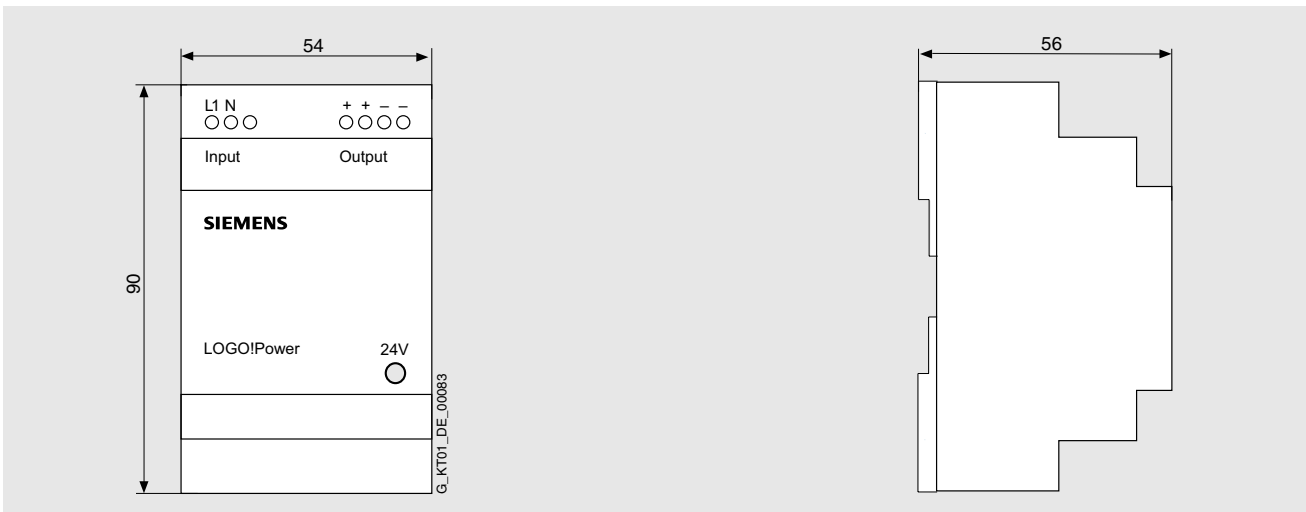 54
56
90
L1 N
+ + – –
Input
Output
SIEMENS
LOGO!Power
24V
G_KT01_DE_00083